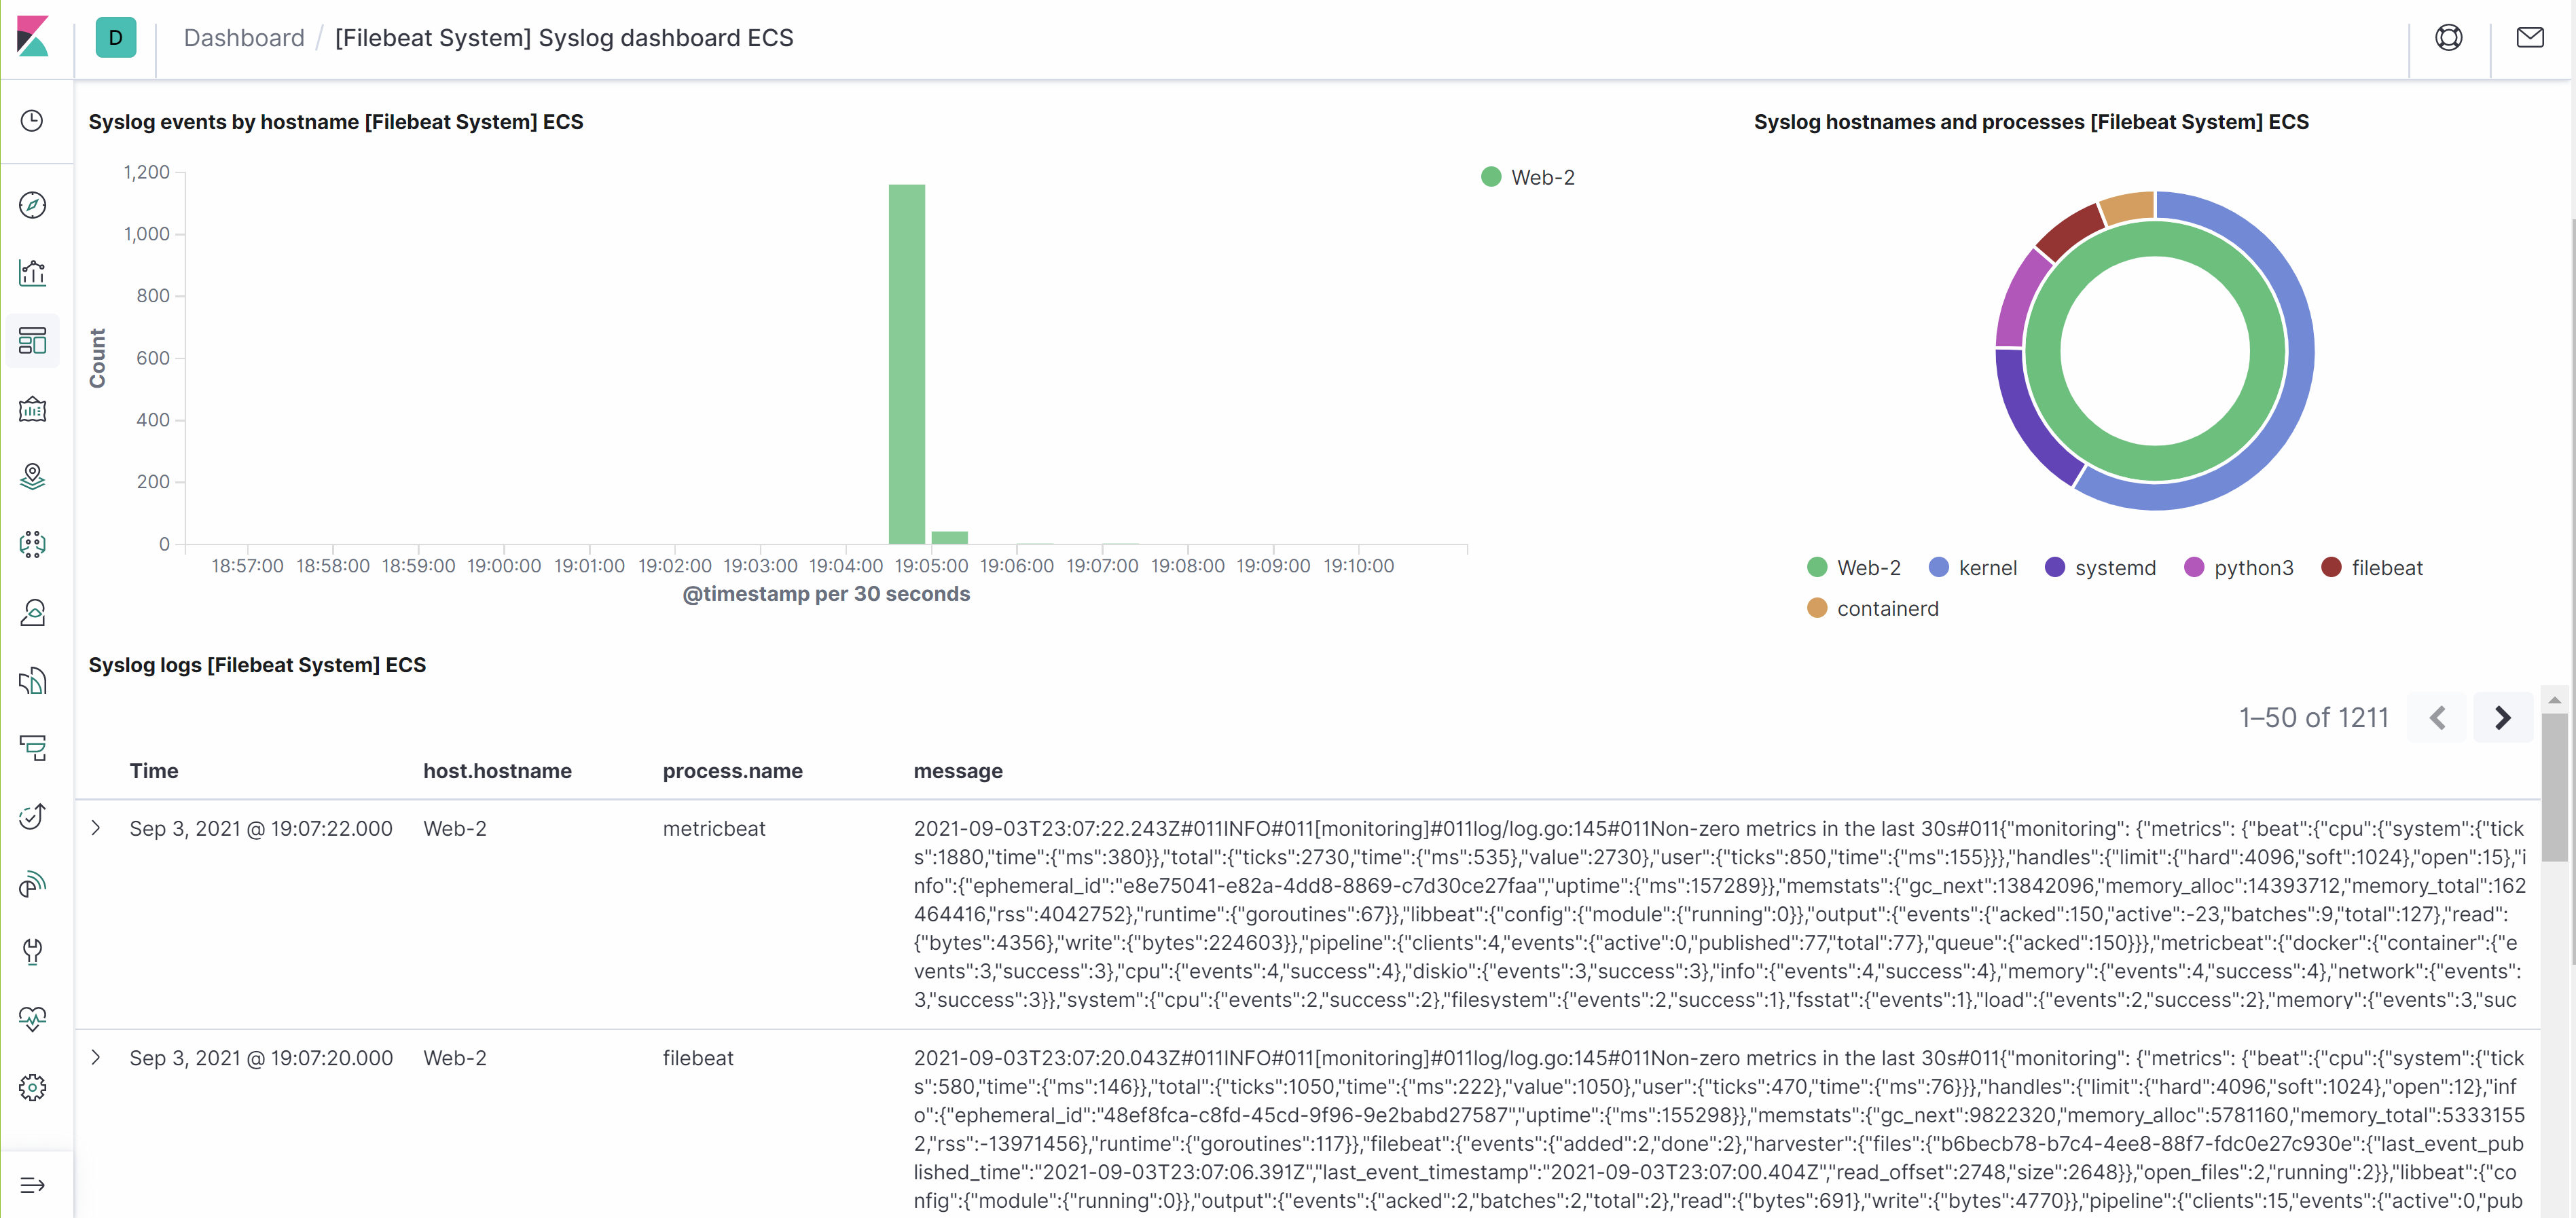 D
Dashboard / [Filebeat System] Syslog dashboard ECS
Syslog events by hostname [Filebeat System] ECS
1,200
1,000
800
600
400
200
0
Count
18:57:00 18:58:00 18:59:00 19:00:00 19:01:00 19:02:00 19:03:00 19:04:00 19:05:00 19:06:00 19:07:00 19:08:00 19:09:00 19:10:00
@timestamp per 30 seconds
Web-2
Syslog hostnames and processes [Filebeat System] ECS
Web-2 kernel systemd python3 filebeat
containerd
Syslog logs [Filebeat System] ECS
1–50 of 1211
Time host.hostname process.name message
Sep 3, 2021 @ 19:07:22.000 Web-2 metricbeat 2021-09-03T23:07:22.243Z#011INFO#011[monitoring]#011log/log.go:145#011Non-zero metrics in the last 30s#011{"monitoring": {"metrics": {"beat":{"cpu":{"system":{"tick
s":1880,"time":{"ms":380}},"total":{"ticks":2730,"time":{"ms":535},"value":2730},"user":{"ticks":850,"time":{"ms":155}}},"handles":{"limit":{"hard":4096,"soft":1024},"open":15},"i
nfo":{"ephemeral_id":"e8e75041-e82a-4dd8-8869-c7d30ce27faa","uptime":{"ms":157289}},"memstats":{"gc_next":13842096,"memory_alloc":14393712,"memory_total":162
464416,"rss":4042752},"runtime":{"goroutines":67}},"libbeat":{"config":{"module":{"running":0}},"output":{"events":{"acked":150,"active":-23,"batches":9,"total":127},"read":
{"bytes":4356},"write":{"bytes":224603}},"pipeline":{"clients":4,"events":{"active":0,"published":77,"total":77},"queue":{"acked":150}}},"metricbeat":{"docker":{"container":{"e
vents":3,"success":3},"cpu":{"events":4,"success":4},"diskio":{"events":3,"success":3},"info":{"events":4,"success":4},"memory":{"events":4,"success":4},"network":{"events":
3,"success":3}},"system":{"cpu":{"events":2,"success":2},"filesystem":{"events":2,"success":1},"fsstat":{"events":1},"load":{"events":2,"success":2},"memory":{"events":3,"suc
Sep 3, 2021 @ 19:07:20.000 Web-2 filebeat 2021-09-03T23:07:20.043Z#011INFO#011[monitoring]#011log/log.go:145#011Non-zero metrics in the last 30s#011{"monitoring": {"metrics": {"beat":{"cpu":{"system":{"tick
s":580,"time":{"ms":146}},"total":{"ticks":1050,"time":{"ms":222},"value":1050},"user":{"ticks":470,"time":{"ms":76}}},"handles":{"limit":{"hard":4096,"soft":1024},"open":12},"inf
o":{"ephemeral_id":"48ef8fca-c8fd-45cd-9f96-9e2babd27587","uptime":{"ms":155298}},"memstats":{"gc_next":9822320,"memory_alloc":5781160,"memory_total":5333155
2,"rss":-13971456},"runtime":{"goroutines":117}},"filebeat":{"events":{"added":2,"done":2},"harvester":{"files":{"b6becb78-b7c4-4ee8-88f7-fdc0e27c930e":{"last_event_pub
lished_time":"2021-09-03T23:07:06.391Z","last_event_timestamp":"2021-09-03T23:07:00.404Z","read_offset":2748,"size":2648}},"open_files":2,"running":2}},"libbeat":{"co
nfig":{"module":{"running":0}},"output":{"events":{"acked":2,"batches":2,"total":2},"read":{"bytes":691},"write":{"bytes":4770}},"pipeline":{"clients":15,"events":{"active":0,"pub